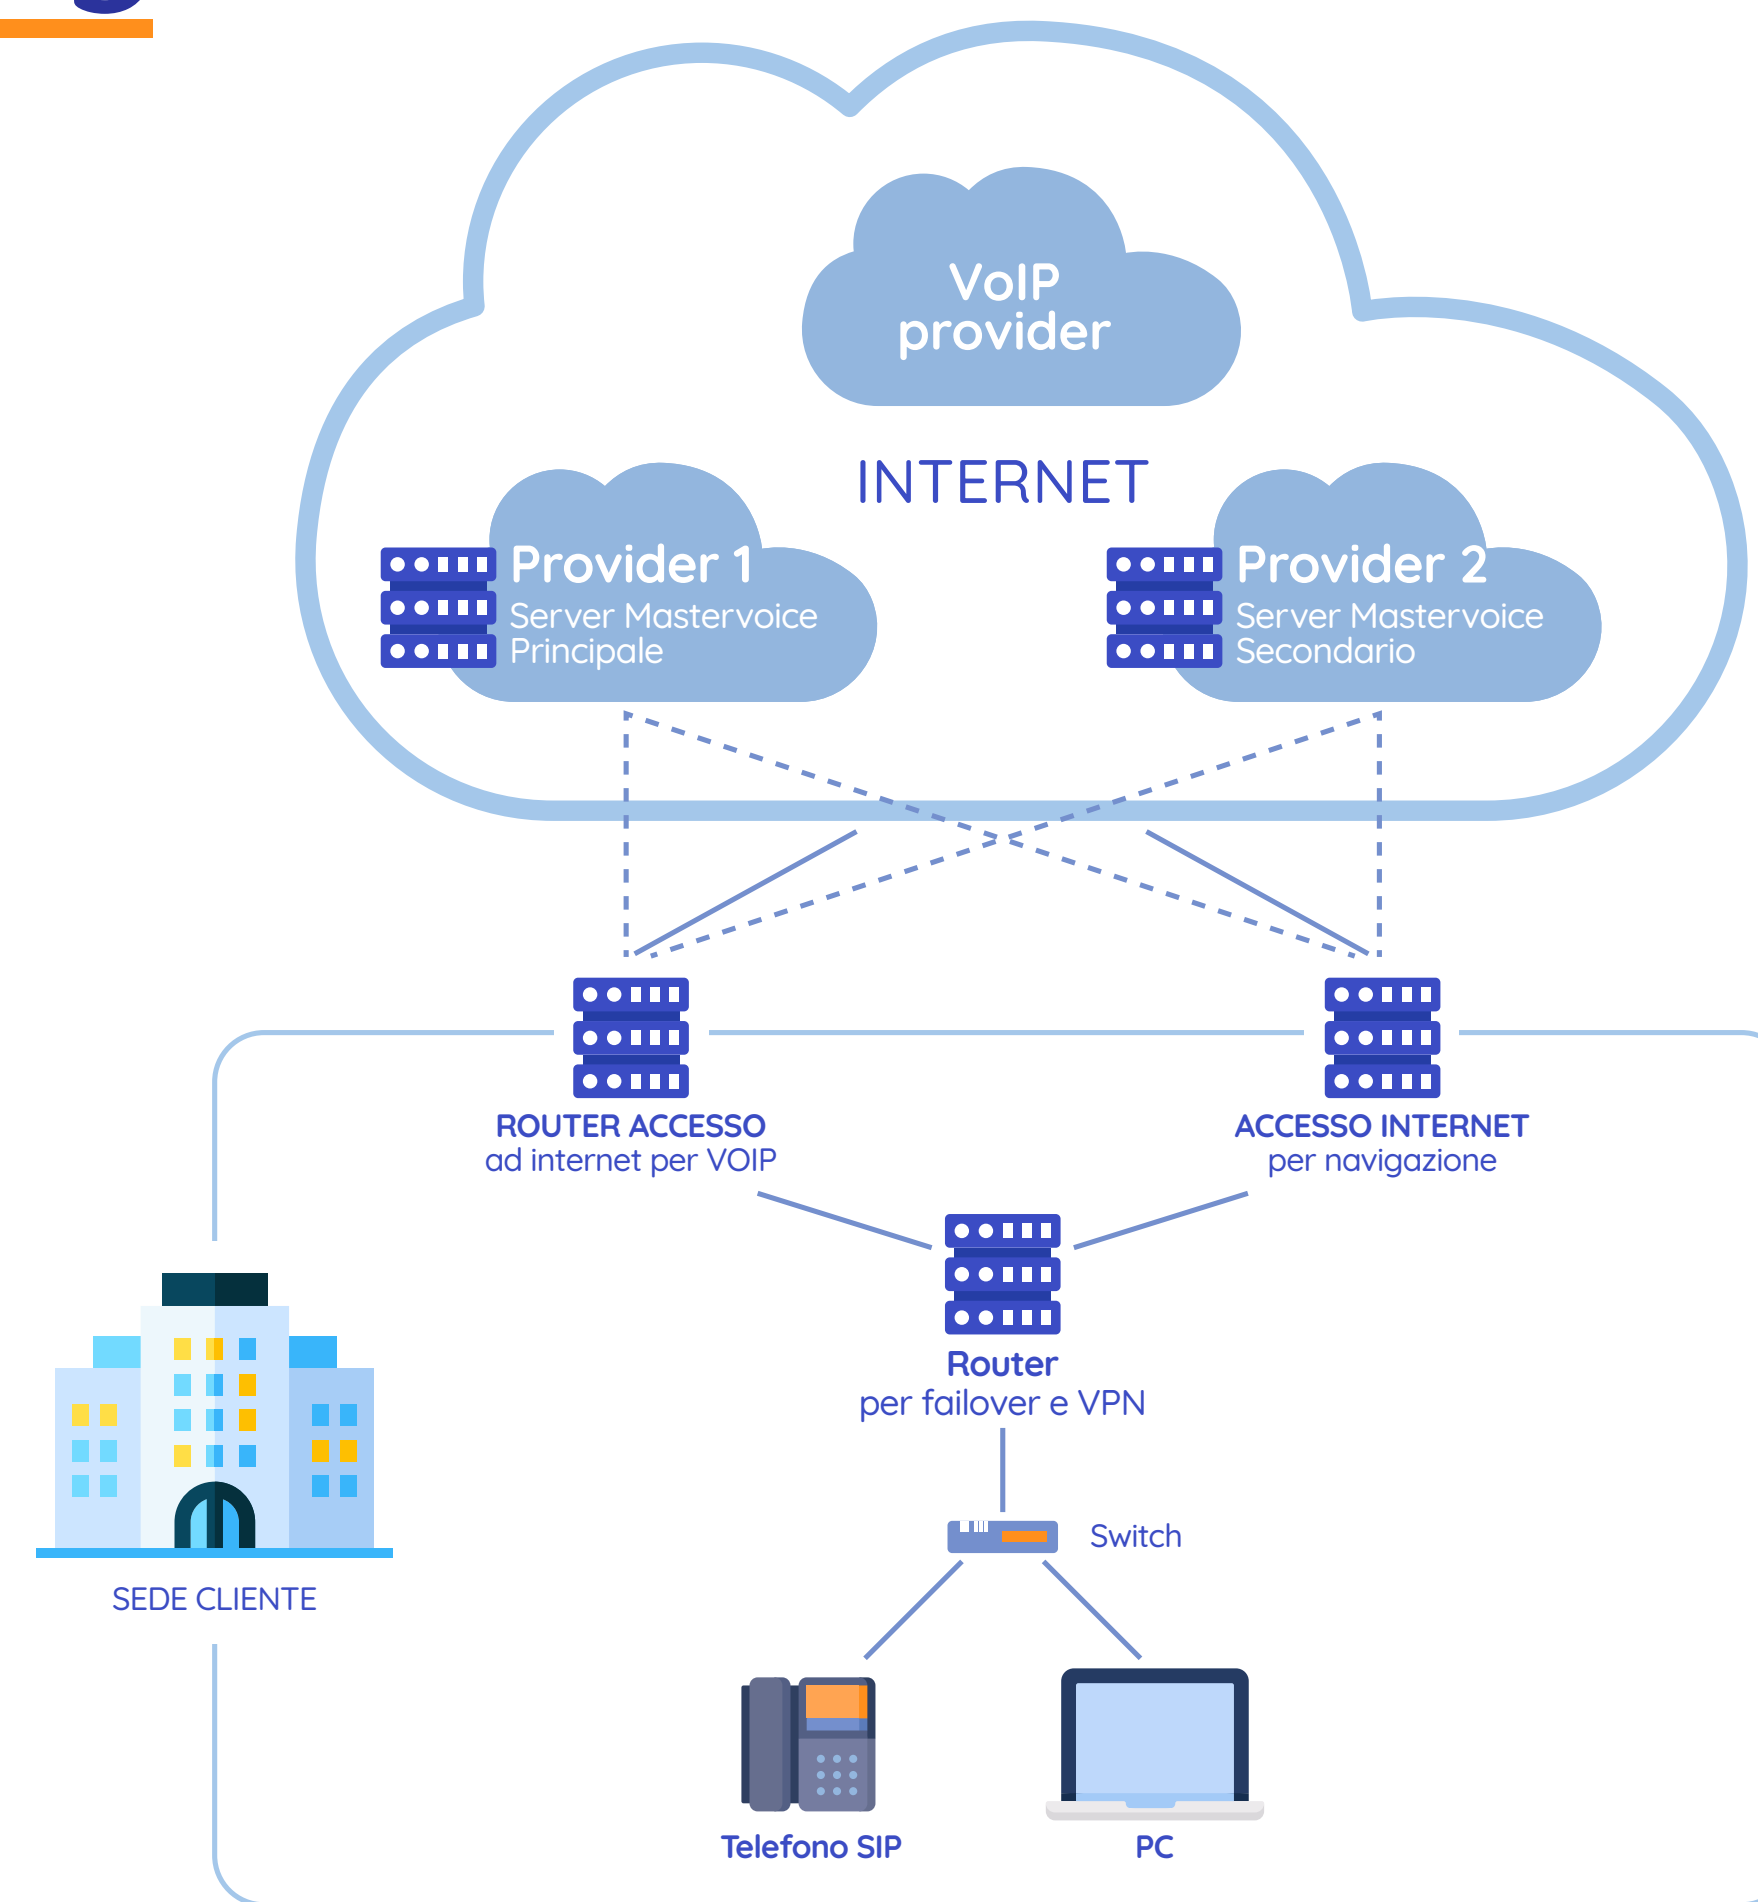 VoIP
provider
INTERNET
Provider 1
Server Mastervoice
Principale
Provider 2
Server Mastervoice
Secondario
ROUTER ACCESSO
ad internet per VOIP
ACCESSO INTERNET
per navigazione
Router
per failover e VPN
Switch
SEDE CLIENTE
Telefono SIP
PC